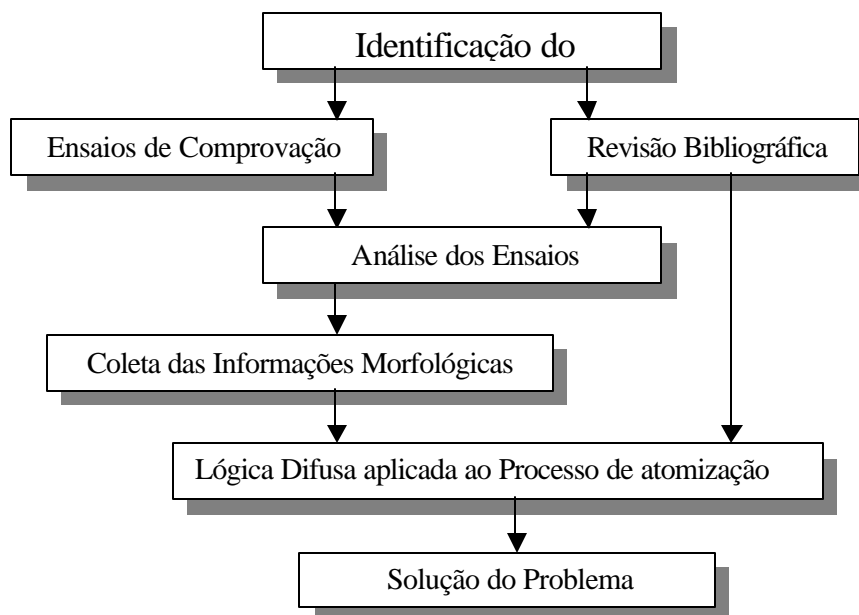 Identificação do
Ensaios de Comprovação
Revisão Bibliográfica
Análise dos Ensaios
Coleta das Informações Morfológicas
Lógica Difusa aplicada ao Processo de atomização
Solução do Problema